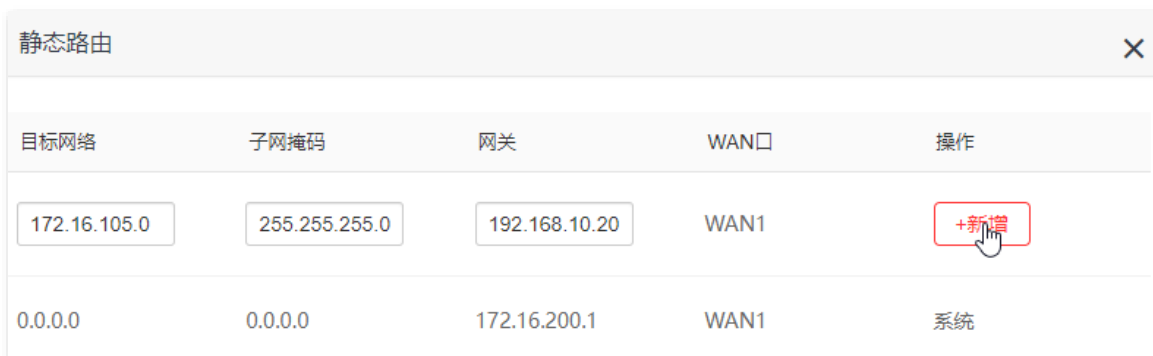 静态路由
目标网络 子网掩码 网关 WAN口 操作
172.16.105.0 255.255.255.0 192.168.10.20 WAN1 +新增
0.0.0.0 0.0.0.0 172.16.200.1 WAN1 系统